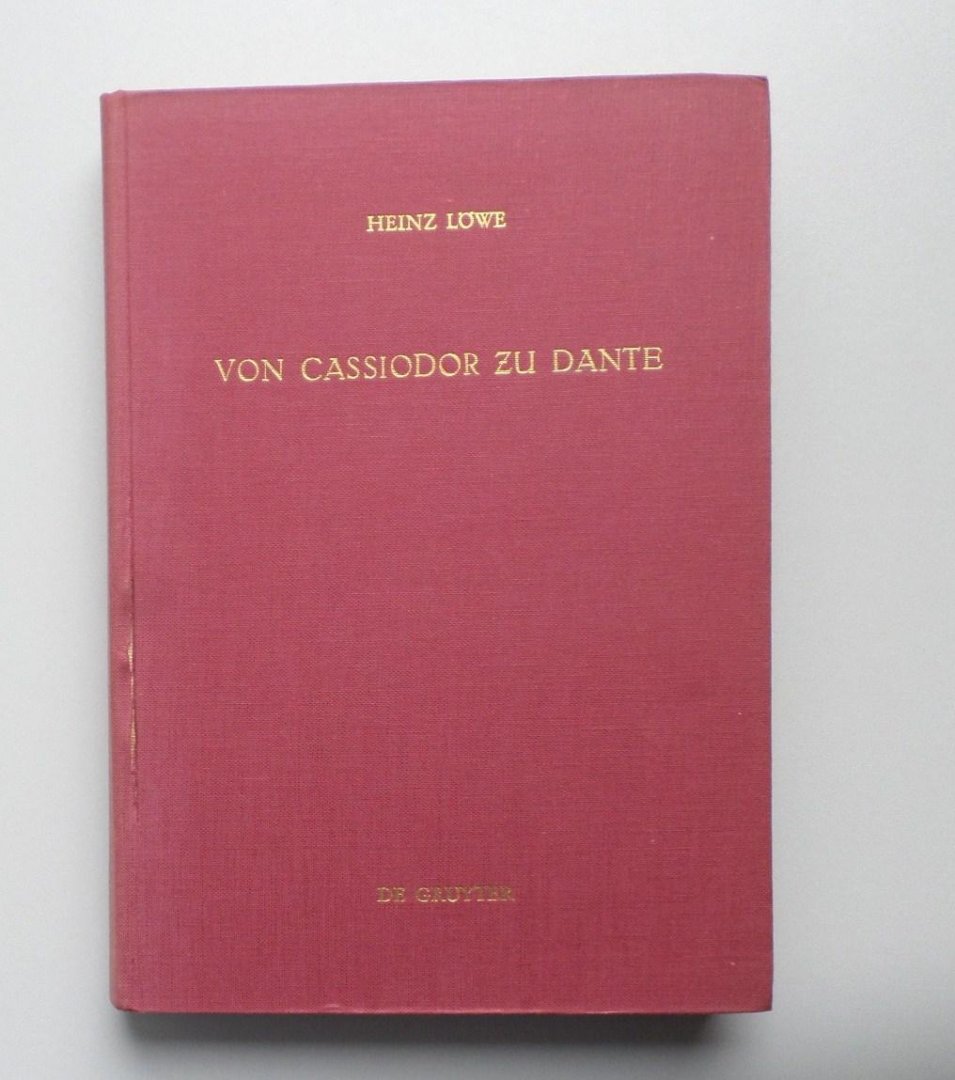 HEINZ LÖWE
VON CASSIODOR ZU DANTE
DE GRUYTER